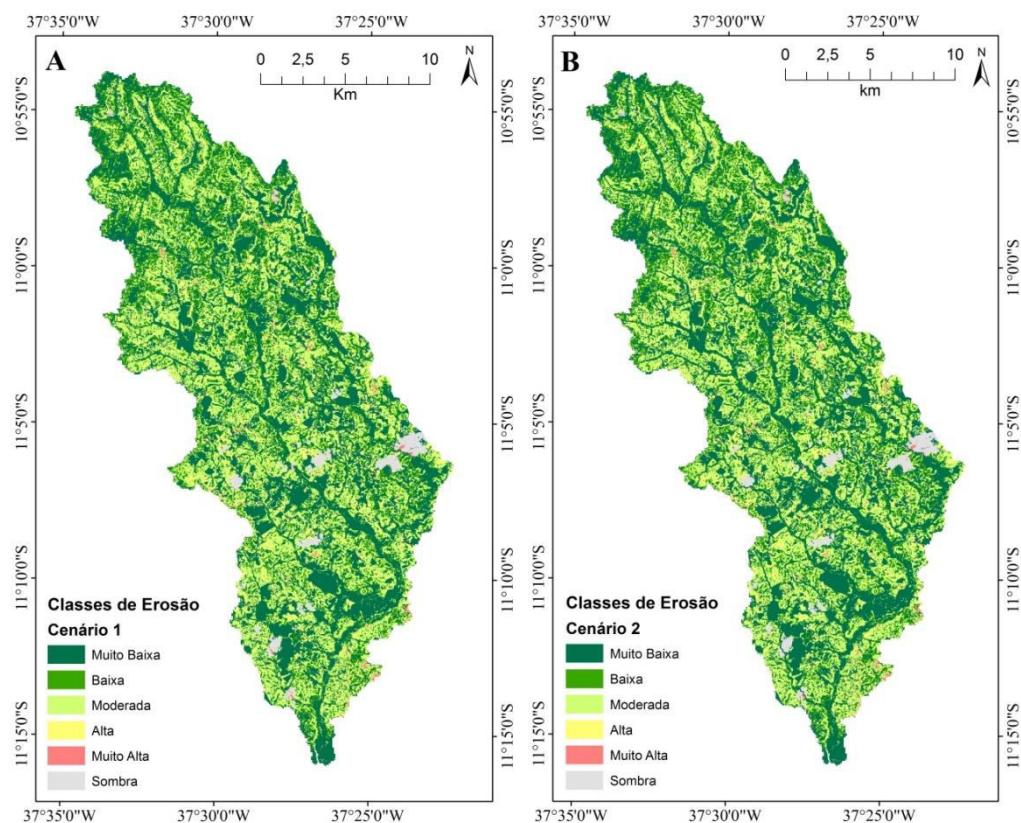 37°35'0"W 37°30'0"W 37°25'0"W
A
0 2,5 5 10
Km
N
10°55'0"S 10°55'0"S
11°0'0"S 11°0'0"S
11°5'0"S 11°5'0"S
11°10'0"S 11°10'0"S
11°15'0"S 11°15'0"S
Classes de Erosão
Cenário 1
Muito Baixa
Baixa
Moderada
Alta
Muito Alta
Sombra
37°35'0"W 37°30'0"W 37°25'0"W
37°35'0"W 37°30'0"W 37°25'0"W
B
0 2,5 5 10
km
N
10°55'0"S 10°55'0"S
11°0'0"S 11°0'0"S
11°5'0"S 11°5'0"S
11°10'0"S 11°10'0"S
11°15'0"S 11°15'0"S
Classes de Erosão
Cenário 2
Muito Baixa
Baixa
Moderada
Alta
Muito Alta
Sombra
37°35'0"W 37°30'0"W 37°25'0"W